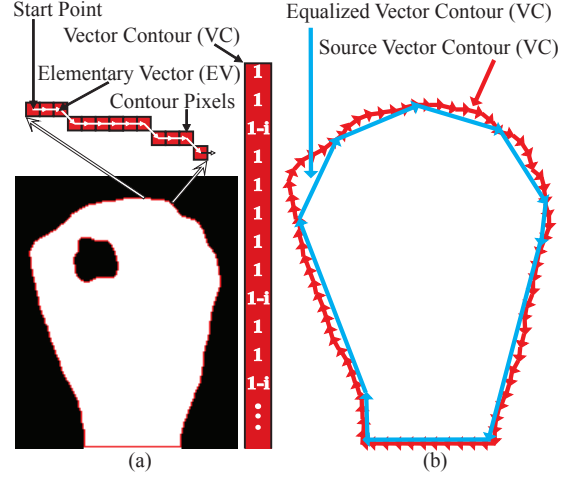 Start Point
Vector Contour (VC)
Elementary Vector (EV)
Contour Pixels
1
1
1-i
1
1
1
1
1
1-i
1
1
1-i
(a)
Equalized Vector Contour (VC)
Source Vector Contour (VC)
(b)